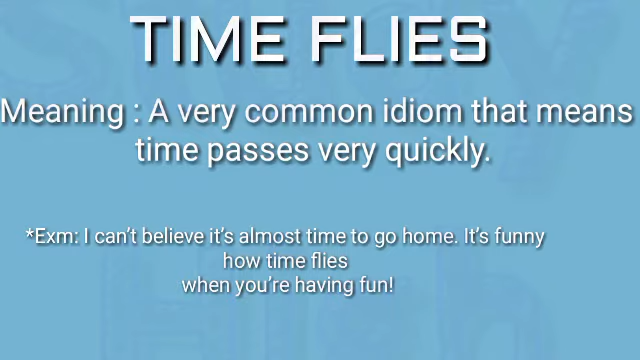 TIME FLIES
Meaning : A very common idiom that means
time passes very quickly.
*Exm: I can't believe it's almost time to go home. It's funny
how time flies
when you're having fun!